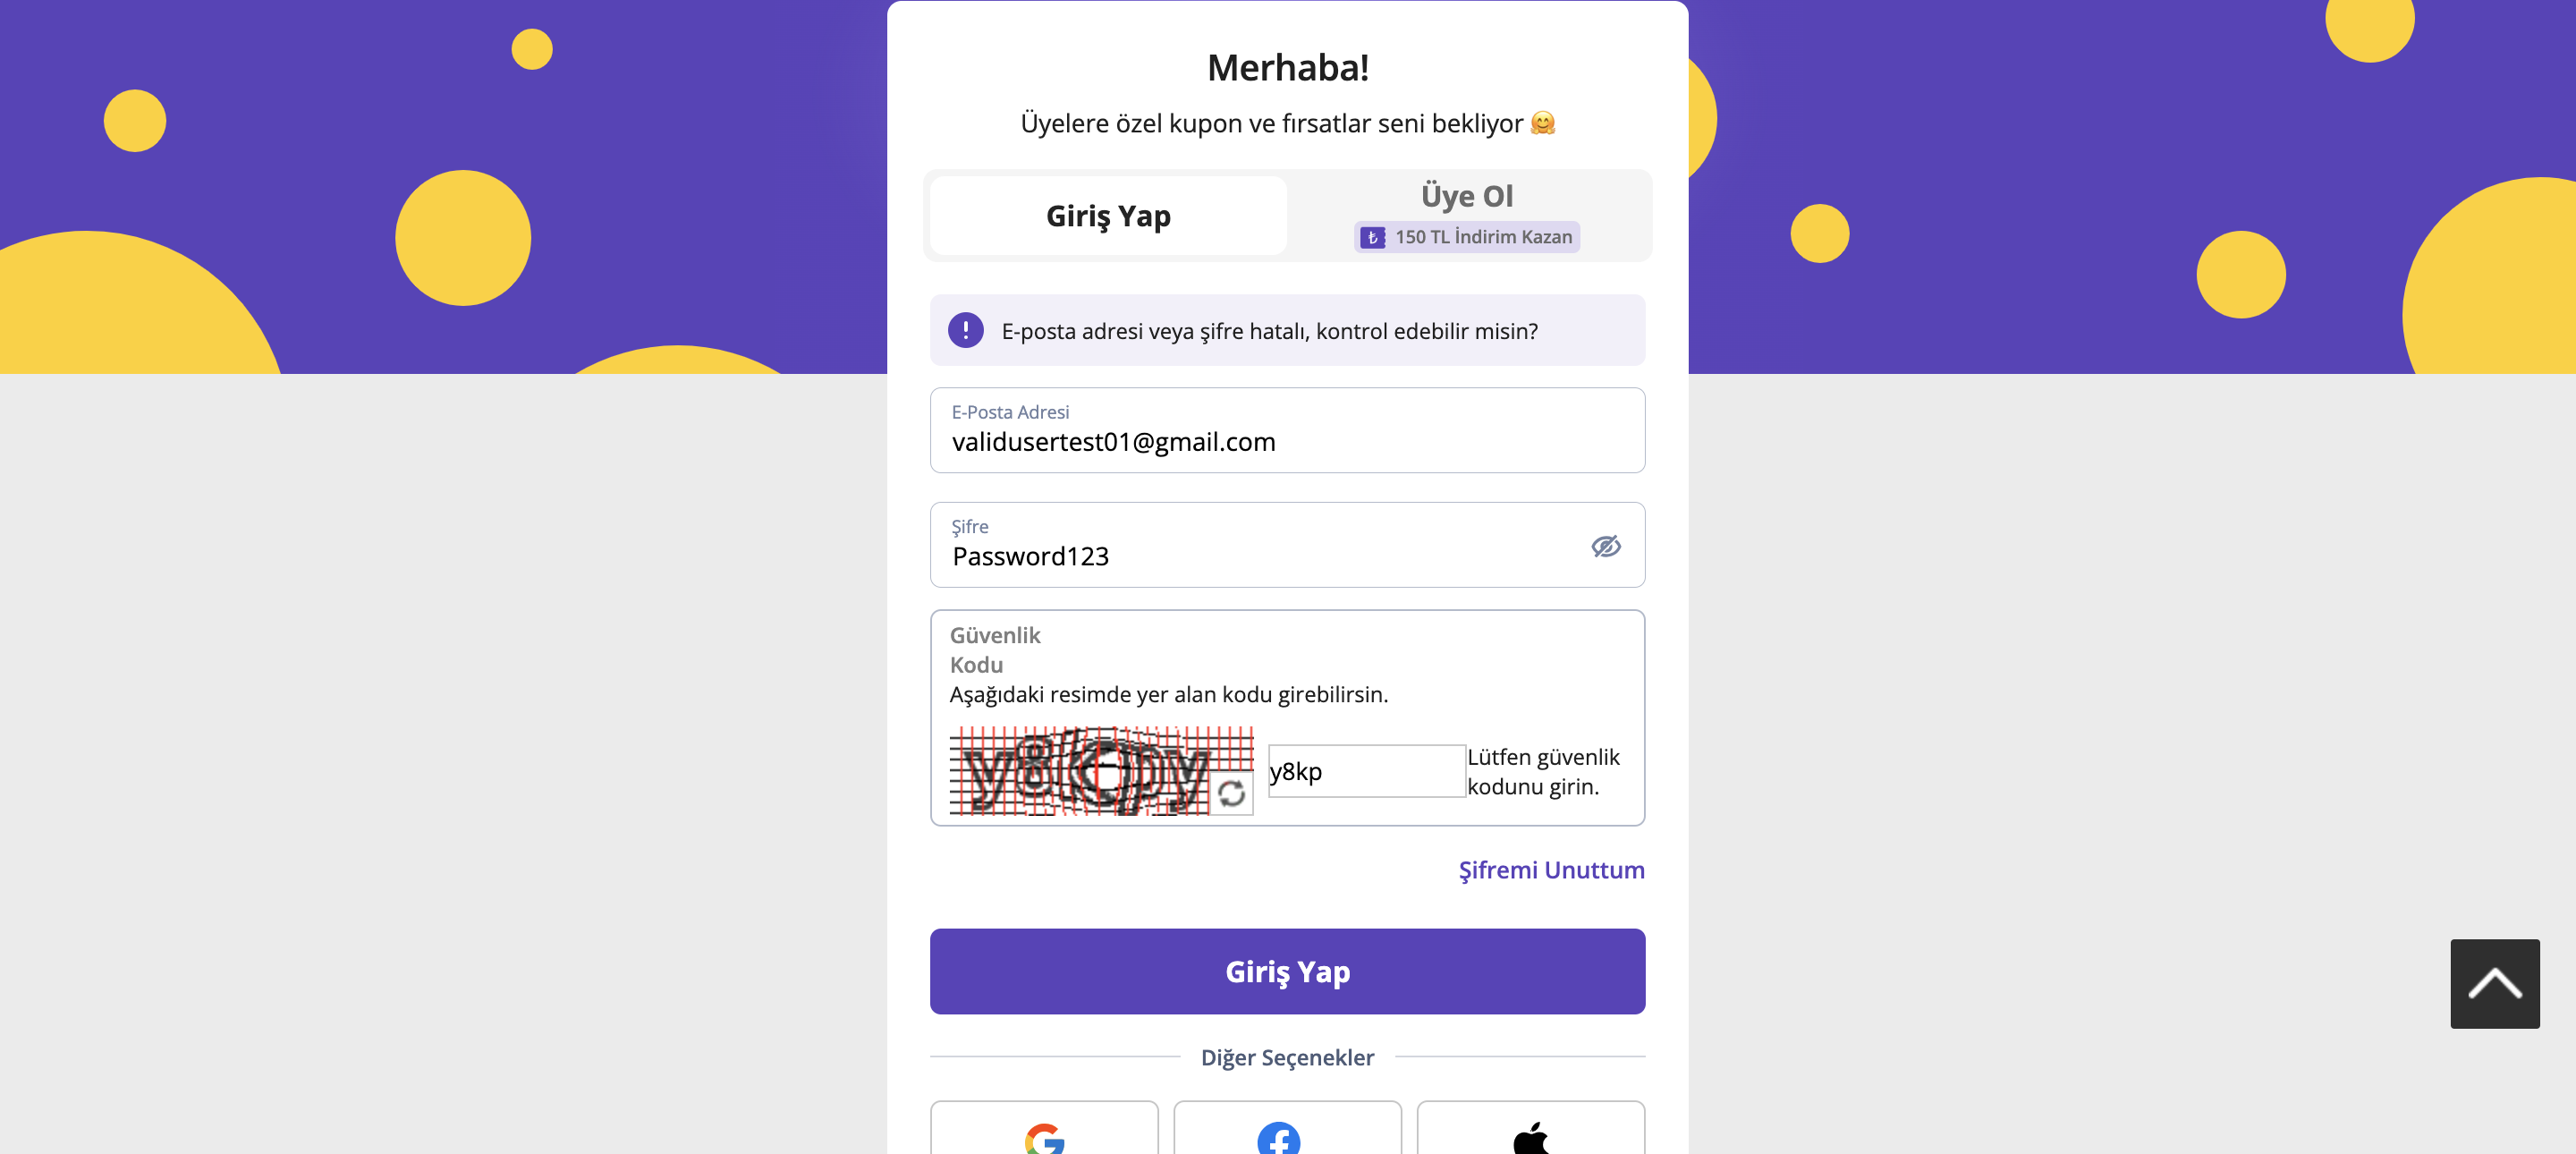 Merhaba!
Üyelere özel kupon ve fırsatlar seni bekliyor 🤗
Giriş Yap
Üye Ol
₺ 150 TL İndirim Kazan
E-posta adresi veya şifre hatalı, kontrol edebilir misin?
E-Posta Adresi
validusertest01@gmail.com
Şifre
Password123
Güvenlik
Kodu
Aşağıdaki resimde yer alan kodu girebilirsin.
y8kp
Lütfen güvenlik
kodunu girin.
Şifremi Unuttum
Giriş Yap
Diğer Seçenekler